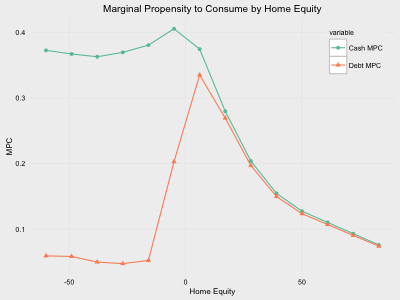 Marginal Propensity to Consume by Home Equity
variable
Cash MPC
Debt MPC
MPC
0.4
0.3
0.2
0.1
-50
0
50
Home Equity